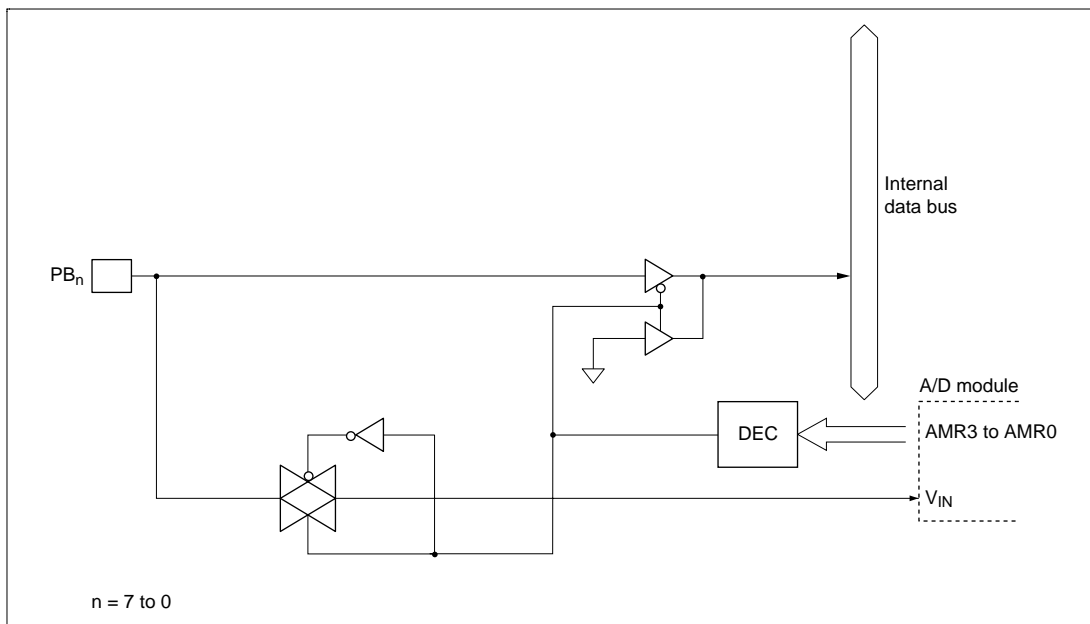 Internal
data bus
PBn
A/D module
DEC
AMR3 to AMR0
VIN
n = 7 to 0